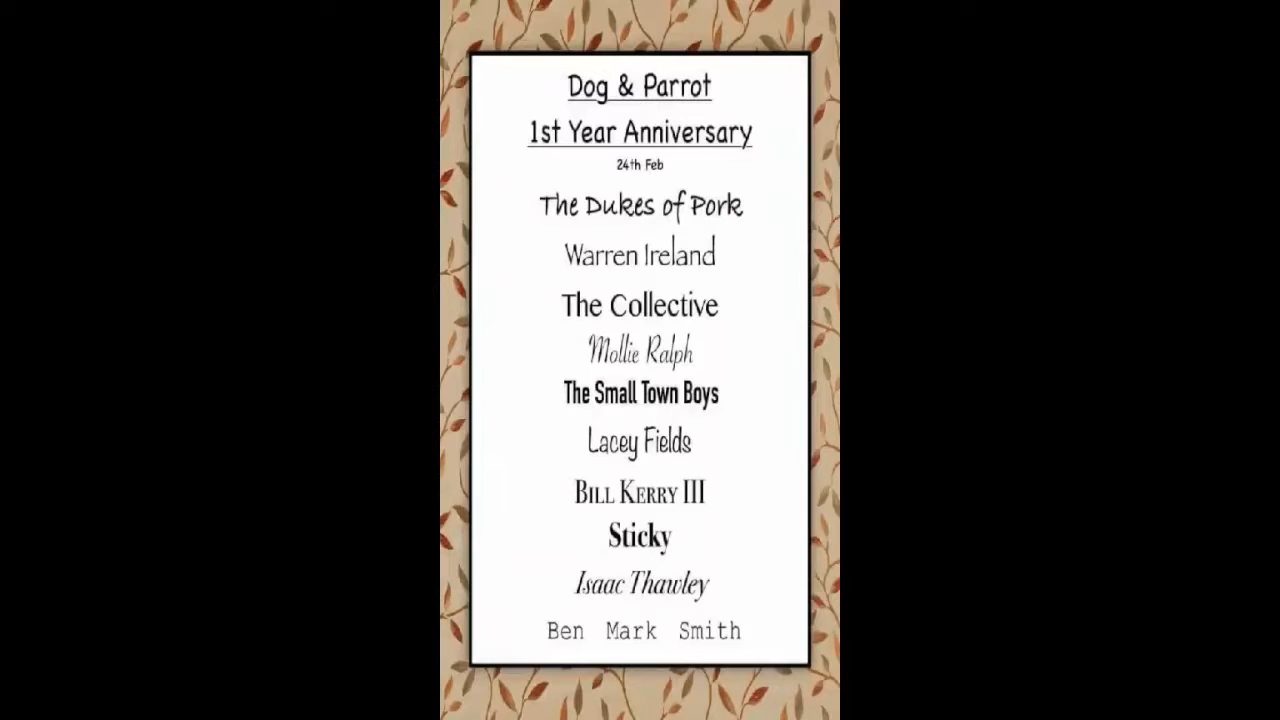 Dog & Parrot
1st Year Anniversary
24th Feb
The Dukes of Pork
Warren Ireland
The Collective
Mollie Ralph
The Small Town Boys
Lacey Fields
Bill Kerry III
Sticky
Isaac Thawley
Ben Mark Smith